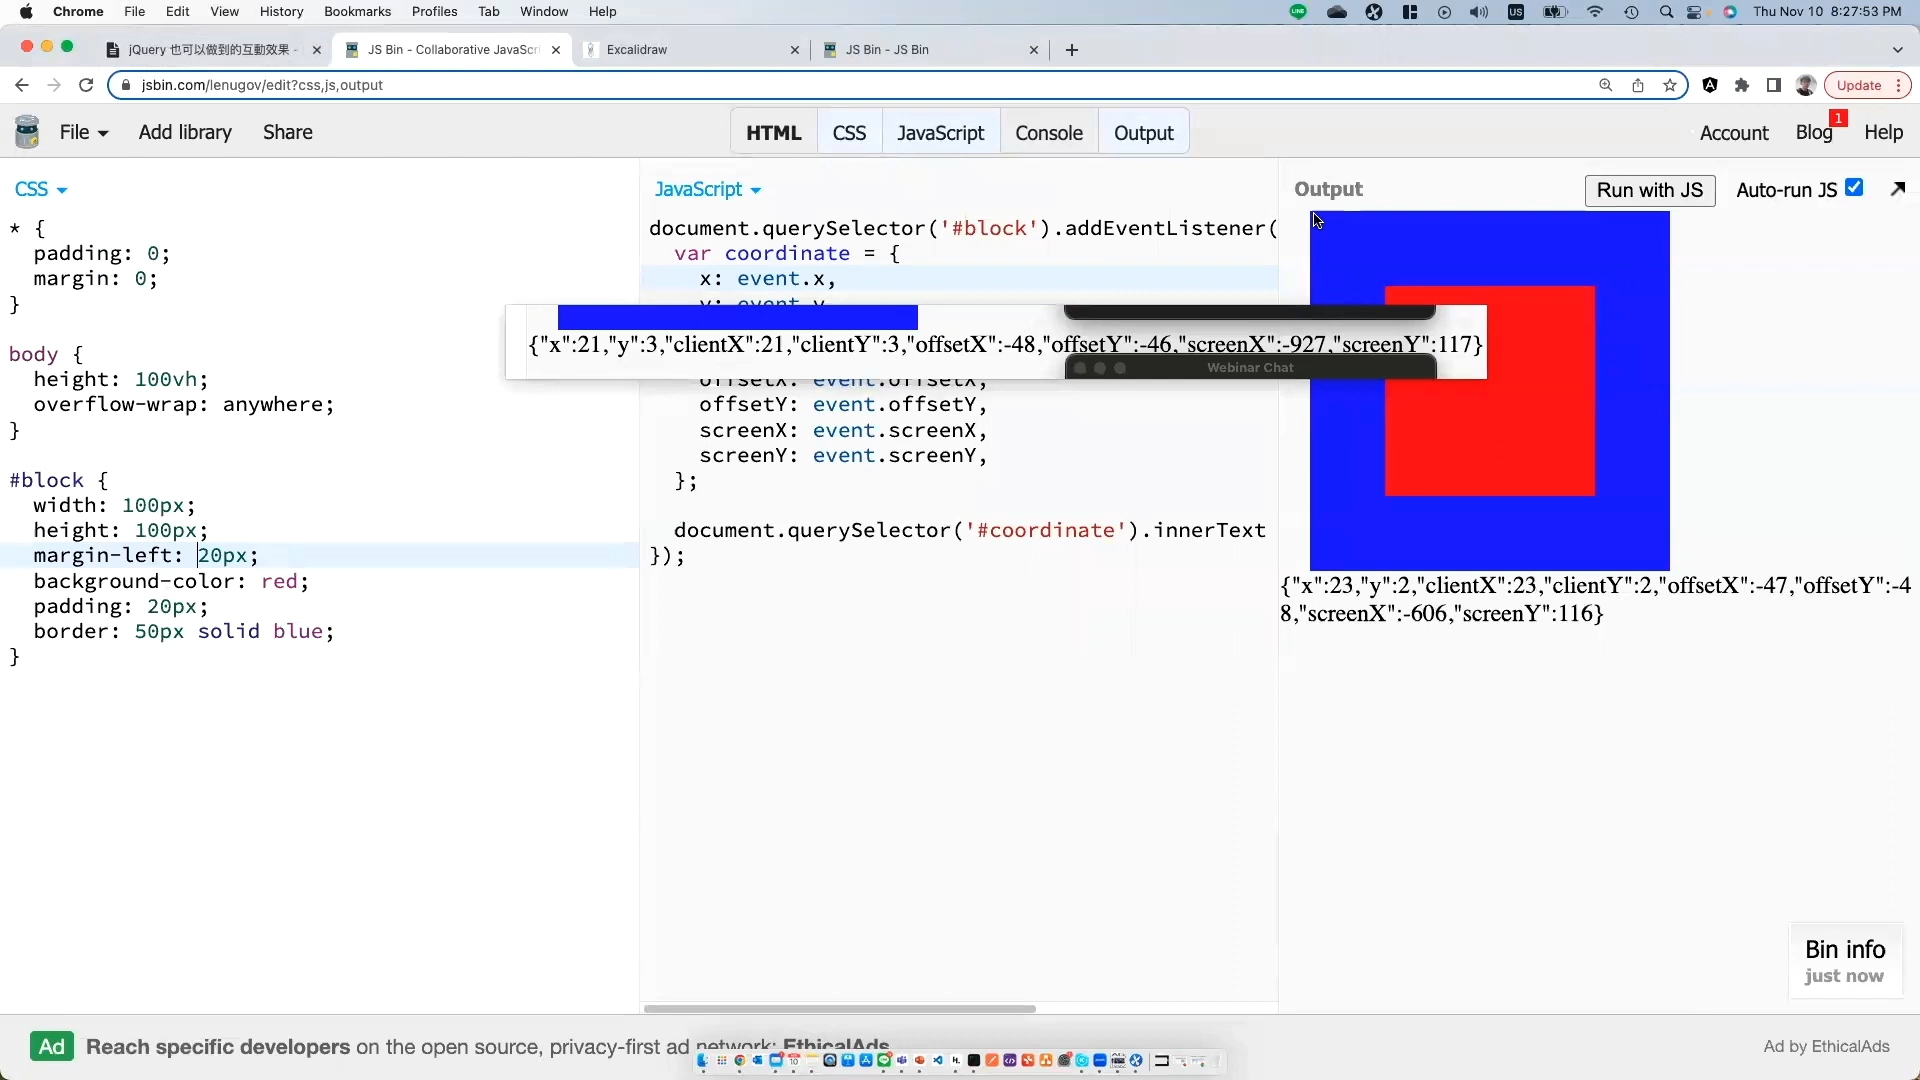 Chrome File Edit View History Bookmarks Profiles Tab Window Help US Thu Nov 10 8:27:53 PM
jQuery 也可以做到的互動效果 - JS Bin - Collaborative JavaScri Excalidraw JS Bin - JS Bin
jsbin.com/lenugov/edit?css,js,output Update
File Add library Share HTML CSS JavaScript Console Output Account Blog 1 Help
CSS
* {
padding: 0;
margin: 0;
}
body {
height: 100vh;
overflow-wrap: anywhere;
}
#block {
width: 100px;
height: 100px;
margin-left: 20px;
background-color: red;
padding: 20px;
border: 50px solid blue;
}
JavaScript
document.querySelector('#block').addEventListener(
var coordinate = {
x: event.x,
y: event.y
{"x":21,"y":3,"clientX":21,"clientY":3,"offsetX":-48,"offsetY":-46,"screenX":-927,"screenY":117}
Webinar Chat
offsetX: event.offsetX,
offsetY: event.offsetY,
screenX: event.screenX,
screenY: event.screenY,
};
document.querySelector('#coordinate').innerText
});
Output Run with JS Auto-run JS
{"x":23,"y":2,"clientX":23,"clientY":2,"offsetX":-47,"offsetY":-4
8,"screenX":-606,"screenY":116}
Bin info
just now
Ad Reach specific developers on the open source, privacy-first ad network: EthicalAds
Ad by EthicalAds